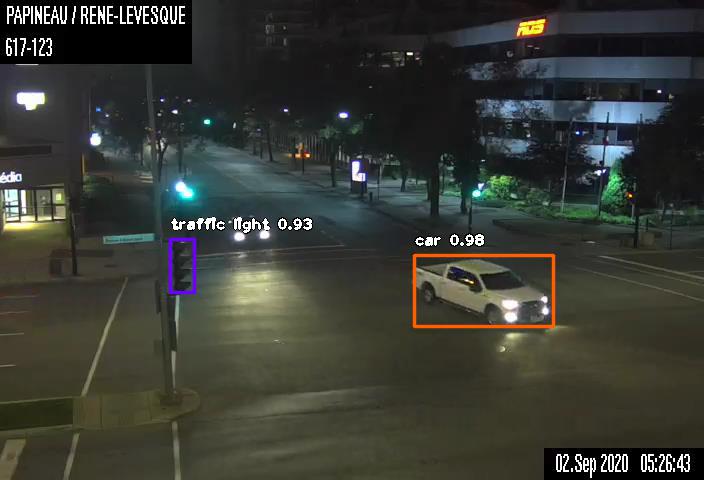 PAPINEAU / RENE-LEVESQUE
617-123
édia
traffic light 0.93
car 0.98
02.Sep 2020 05:26:43